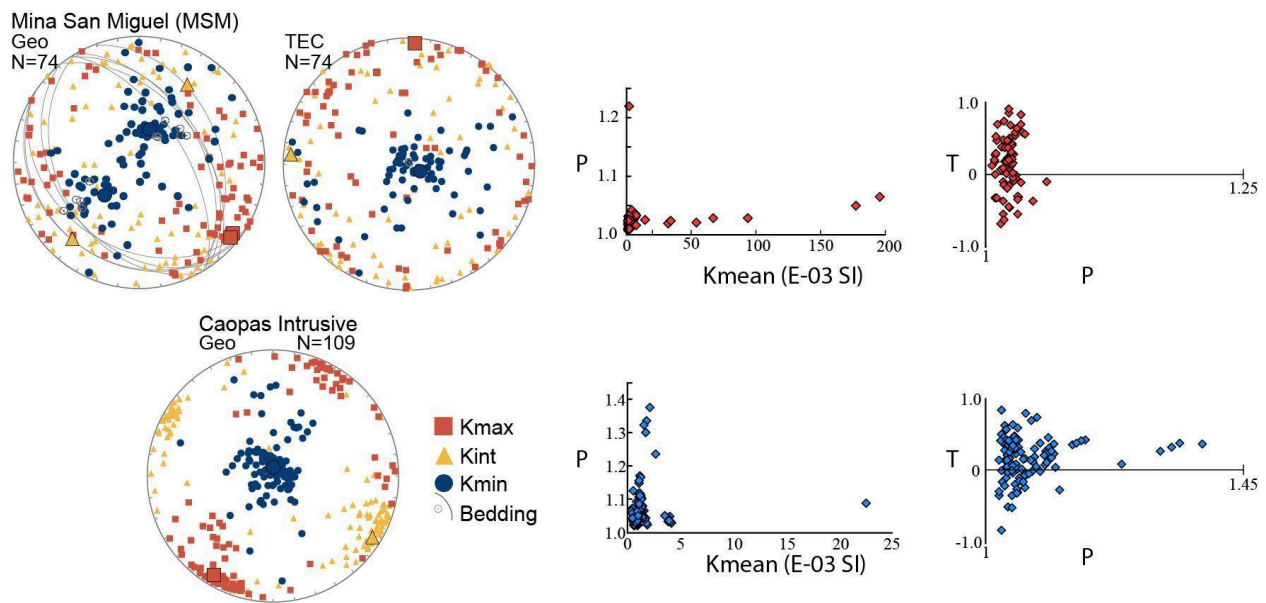 Mina San Miguel (MSM)
Geo
N=74
TEC
N=74
P
1.2
1.1
1.0
0
50
100
150
200
Kmean (E-03 SI)
T
1.0
0
-1.0
1
1.25
P
Caopas Intrusive
Geo N=109
Kmax
Kint
Kmin
Bedding
P
1.4
1.3
1.2
1.1
1.0
0
5
10
15
20
25
Kmean (E-03 SI)
T
1.0
0
-1.0
1
1.45
P